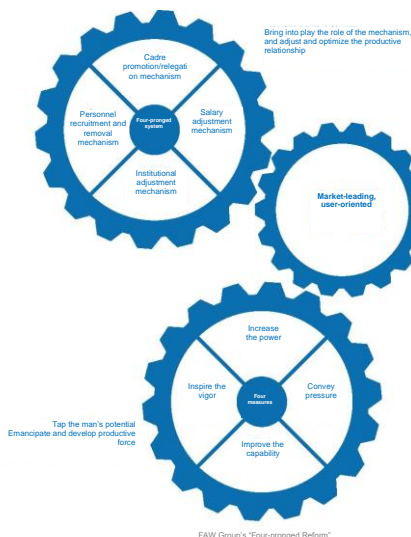 Bring into play the role of the mechanism,
and adjust and optimize the productive
relationship
Cadre
promotion/relegati
on mechanism
Personnel
recruitment and
removal
mechanism
Four-pronged
system
Salary
adjustment
mechanism
Institutional
adjustment
mechanism
Market-leading,
user-oriented
Increase
the power
Inspire the
vigor
Four
measures
Convey
pressure
Improve the
capability
Tap the man's potential
Emancipate and develop productive
force
FAW Group's "Four-pronged Reform"